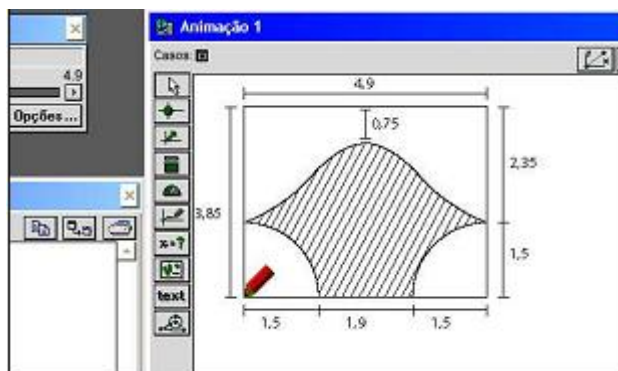 Animação 1
Casos:
4.9
Opções...
x=?
text
4,9
0,75
2,35
3,85
1,5
1,5
1,9
1,5